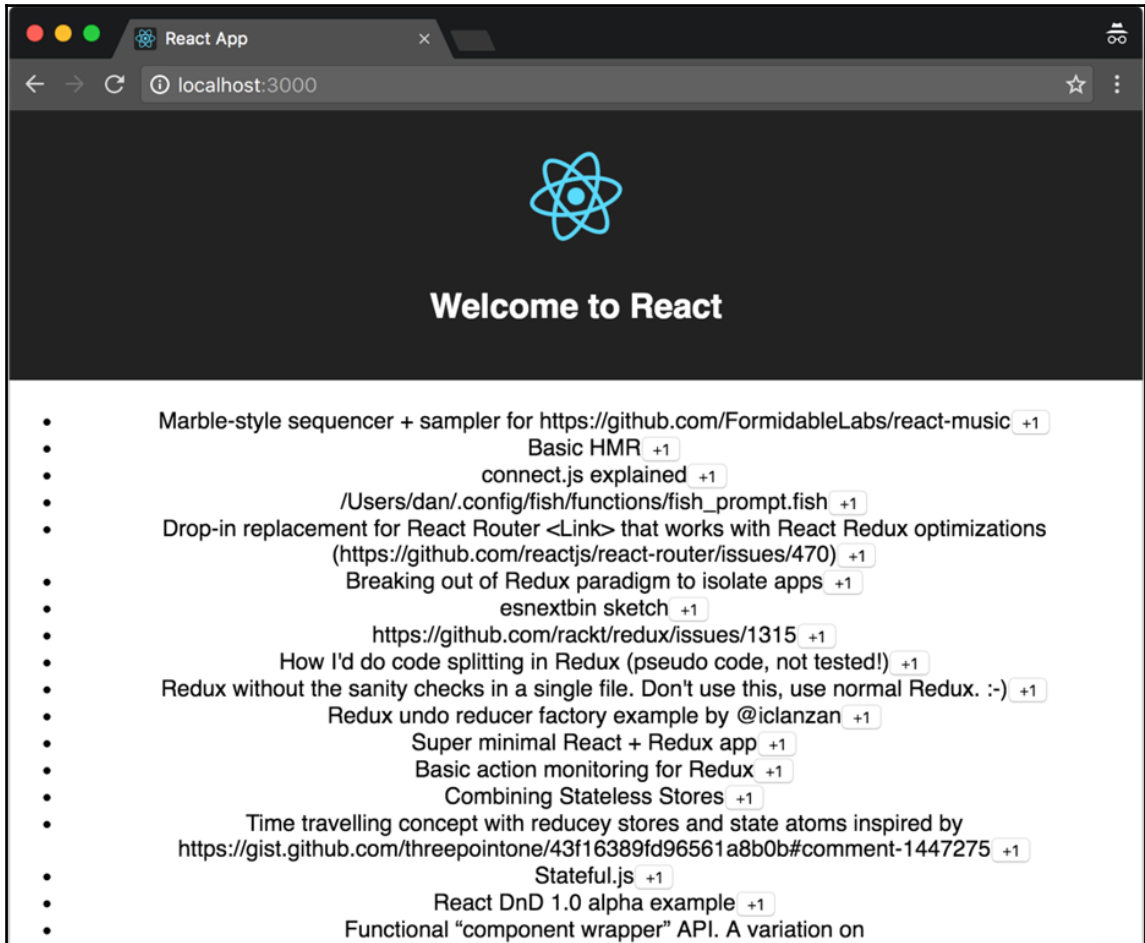 React App
localhost:3000
Welcome to React
Marble-style sequencer + sampler for https://github.com/FormidableLabs/react-music +1
Basic HMR +1
connect.js explained +1
/Users/dan/.config/fish/functions/fish_prompt.fish +1
Drop-in replacement for React Router <Link> that works with React Redux optimizations
(https://github.com/reactjs/react-router/issues/470) +1
Breaking out of Redux paradigm to isolate apps +1
esnextbin sketch +1
https://github.com/rackt/redux/issues/1315 +1
How I'd do code splitting in Redux (pseudo code, not tested!) +1
Redux without the sanity checks in a single file. Don't use this, use normal Redux. :-) +1
Redux undo reducer factory example by @iclanzan +1
Super minimal React + Redux app +1
Basic action monitoring for Redux +1
Combining Stateless Stores +1
Time travelling concept with reducey stores and state atoms inspired by
https://gist.github.com/threepointone/43f16389fd96561a8b0b#comment-1447275 +1
Stateful.js +1
React DnD 1.0 alpha example +1
Functional “component wrapper” API. A variation on